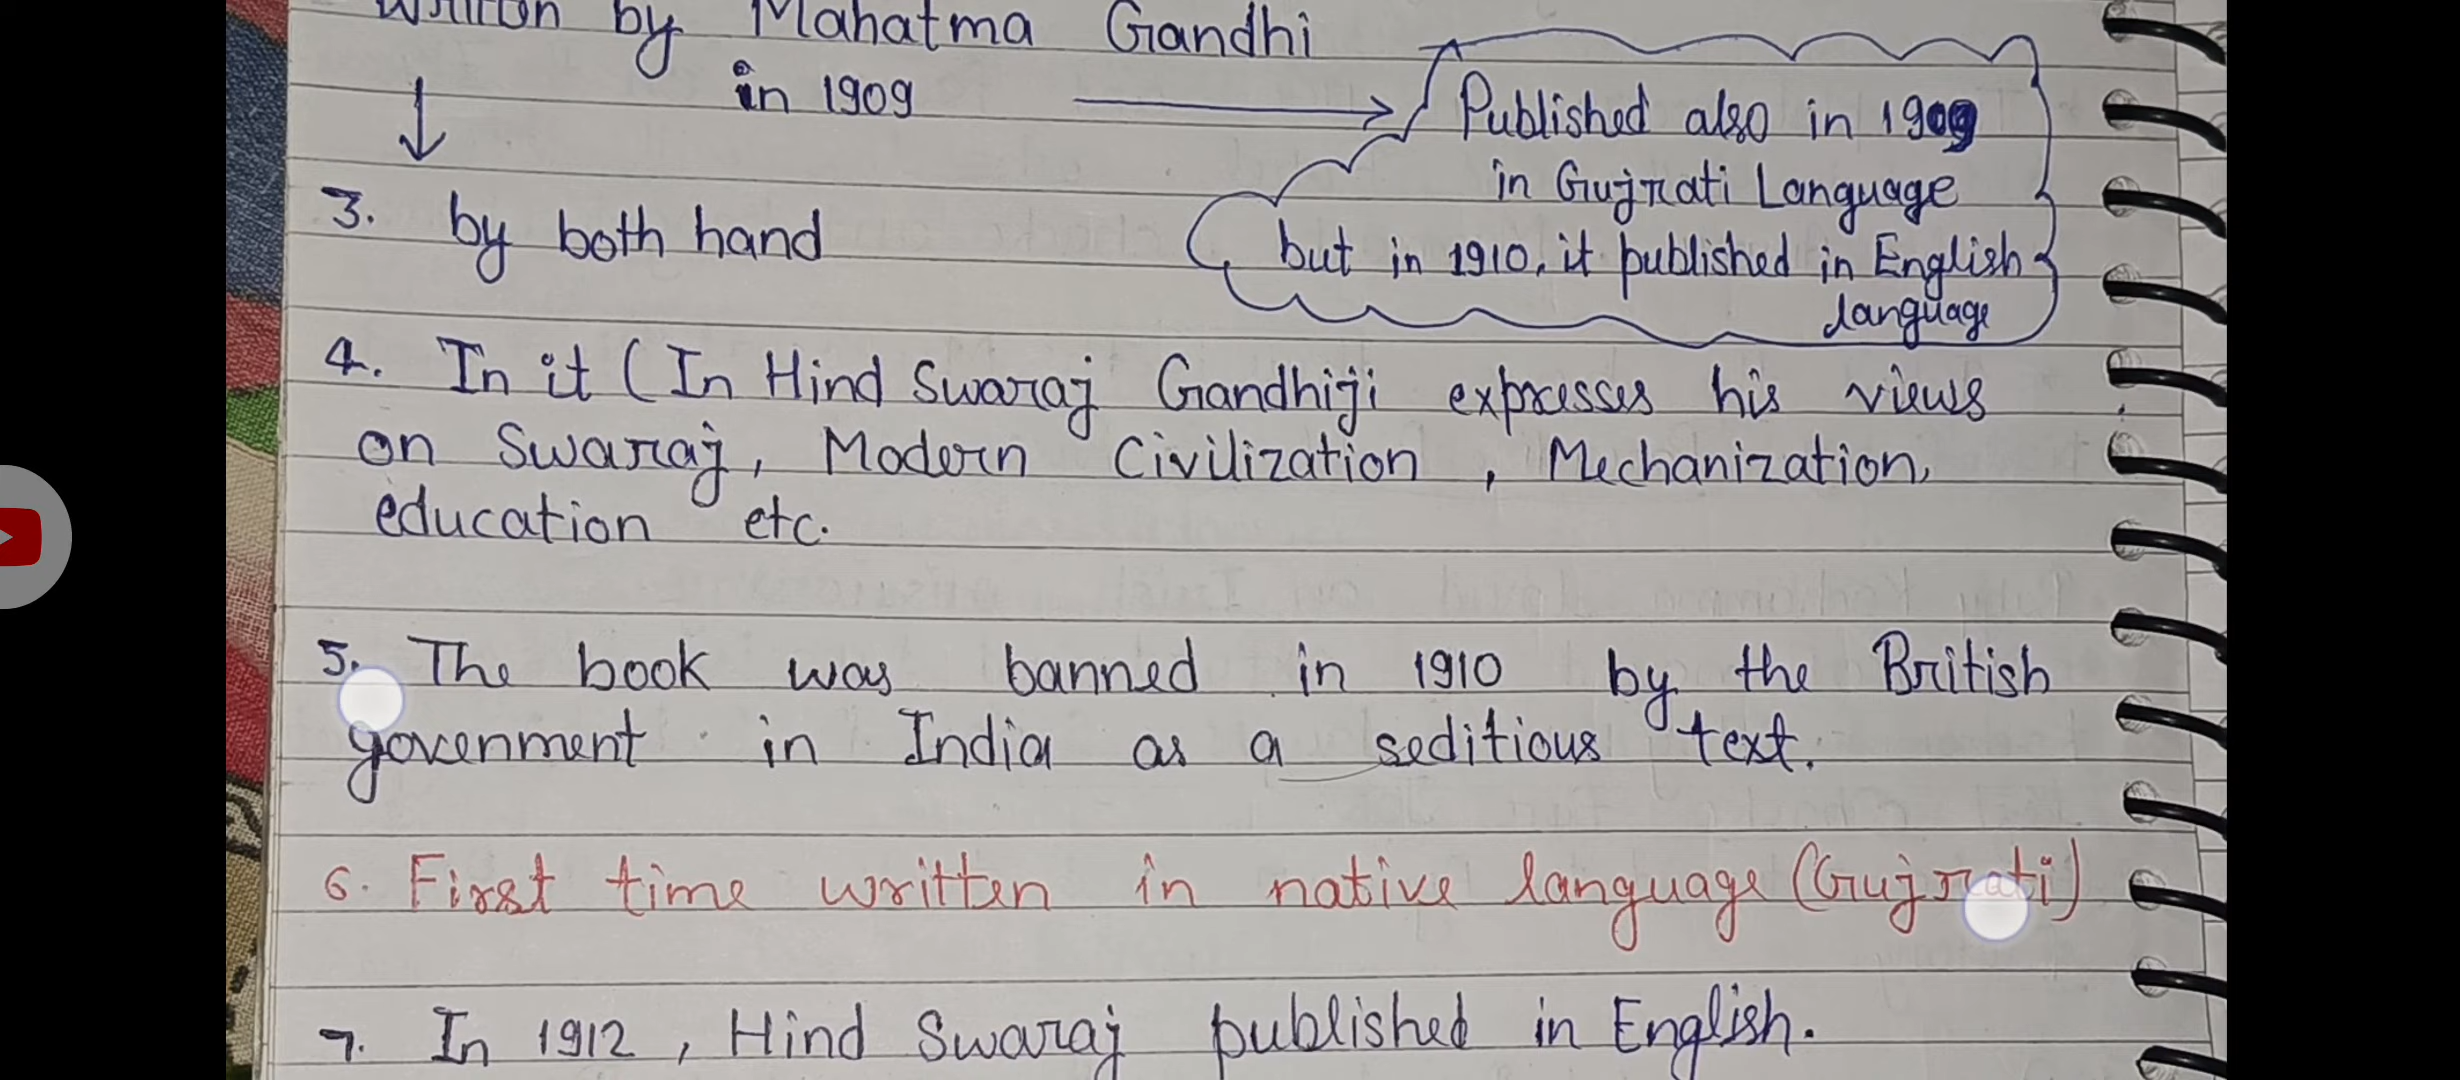 Written by Mahatma Gandhi
in 1909
Published also in 1909
in Gujrati Language
but in 1910, it published in English
language
3. by both hand
4. In it (In Hind Swaraj Gandhiji expresses his views
on Swaraj, Modern Civilization, Mechanization,
education etc.
5. The book was banned in 1910 by the British
govenment in India as a seditious text.
6. First time written in native language (Gujrati)
7. In 1912, Hind Swaraj published in English.